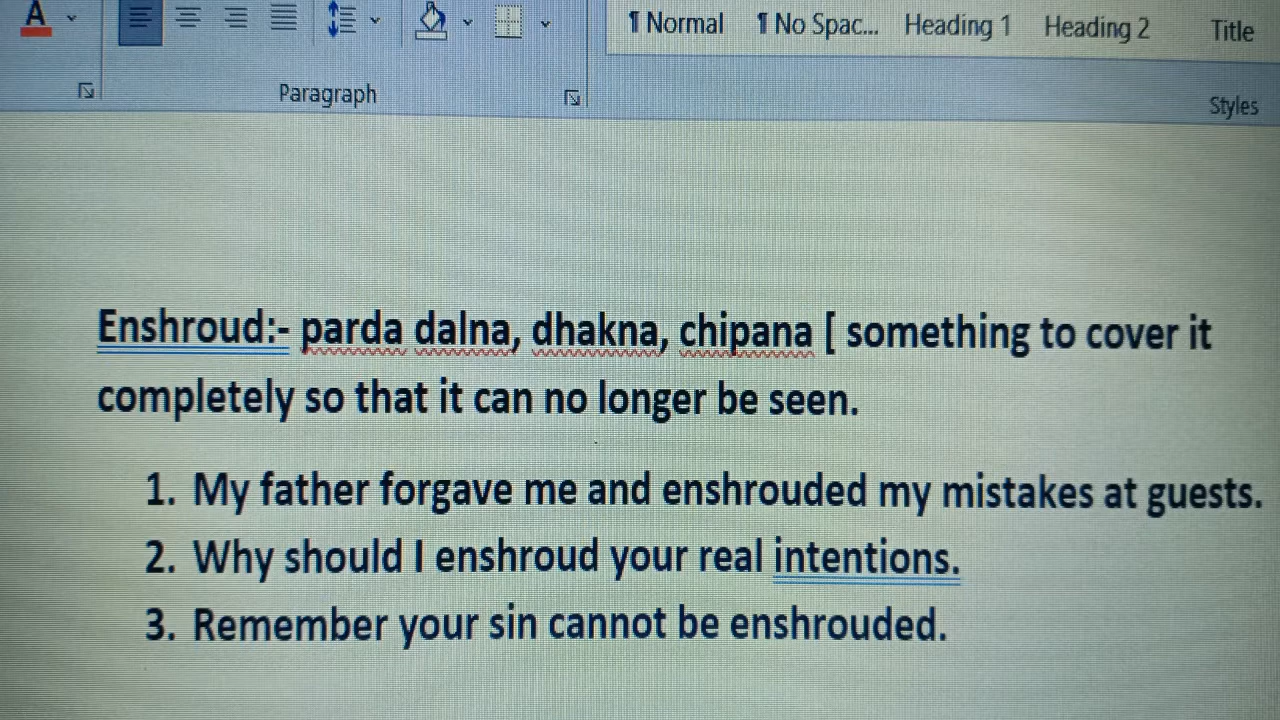 A
¶ Normal ¶ No Spac... Heading 1 Heading 2 Title
Paragraph Styles
Enshroud:- parda dalna, dhakna, chipana [ something to cover it
completely so that it can no longer be seen.
1. My father forgave me and enshrouded my mistakes at guests.
2. Why should I enshroud your real intentions.
3. Remember your sin cannot be enshrouded.